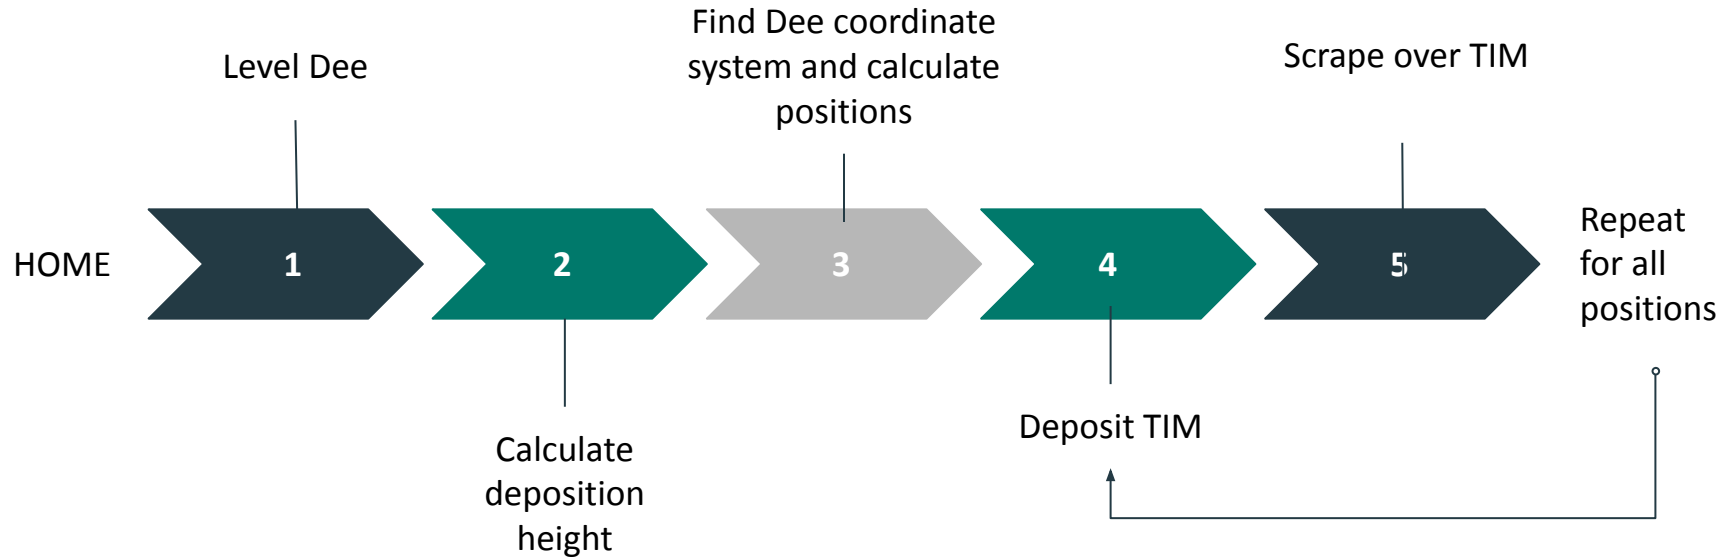 HOME
1
Level Dee
2
Calculate
deposition
height
3
Find Dee coordinate
system and calculate
positions
4
Deposit TIM
5
Scrape over TIM
Repeat
for all
positions